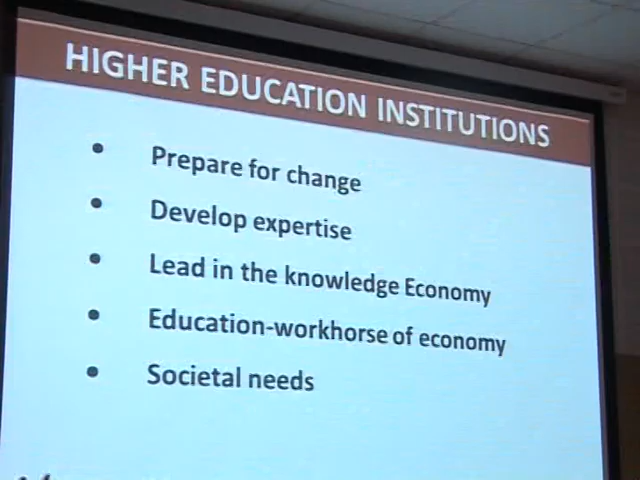 HIGHER EDUCATION INSTITUTIONS
• Prepare for change
• Develop expertise
• Lead in the knowledge Economy
• Education-workhorse of economy
• Societal needs